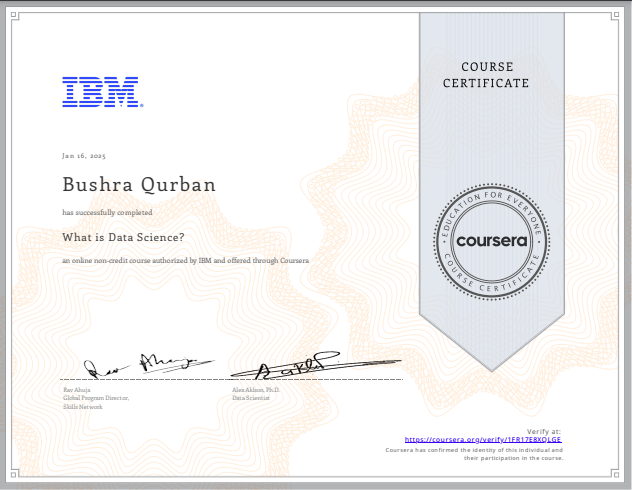 COURSE
CERTIFICATE
IBM
Jan 16, 2025
Bushra Qurban
has successfully completed
What is Data Science?
an online non-credit course authorized by IBM and offered through Coursera
EDUCATION FOR EVERYONE
coursera
COURSE CERTIFICATE
Rav Ahuja
Global Program Director,
Skills Network
Alex Aklson, Ph.D.
Data Scientist
Verify at:
https://coursera.org/verify/1FR17E8XQLGE
Coursera has confirmed the identity of this individual and
their participation in the course.